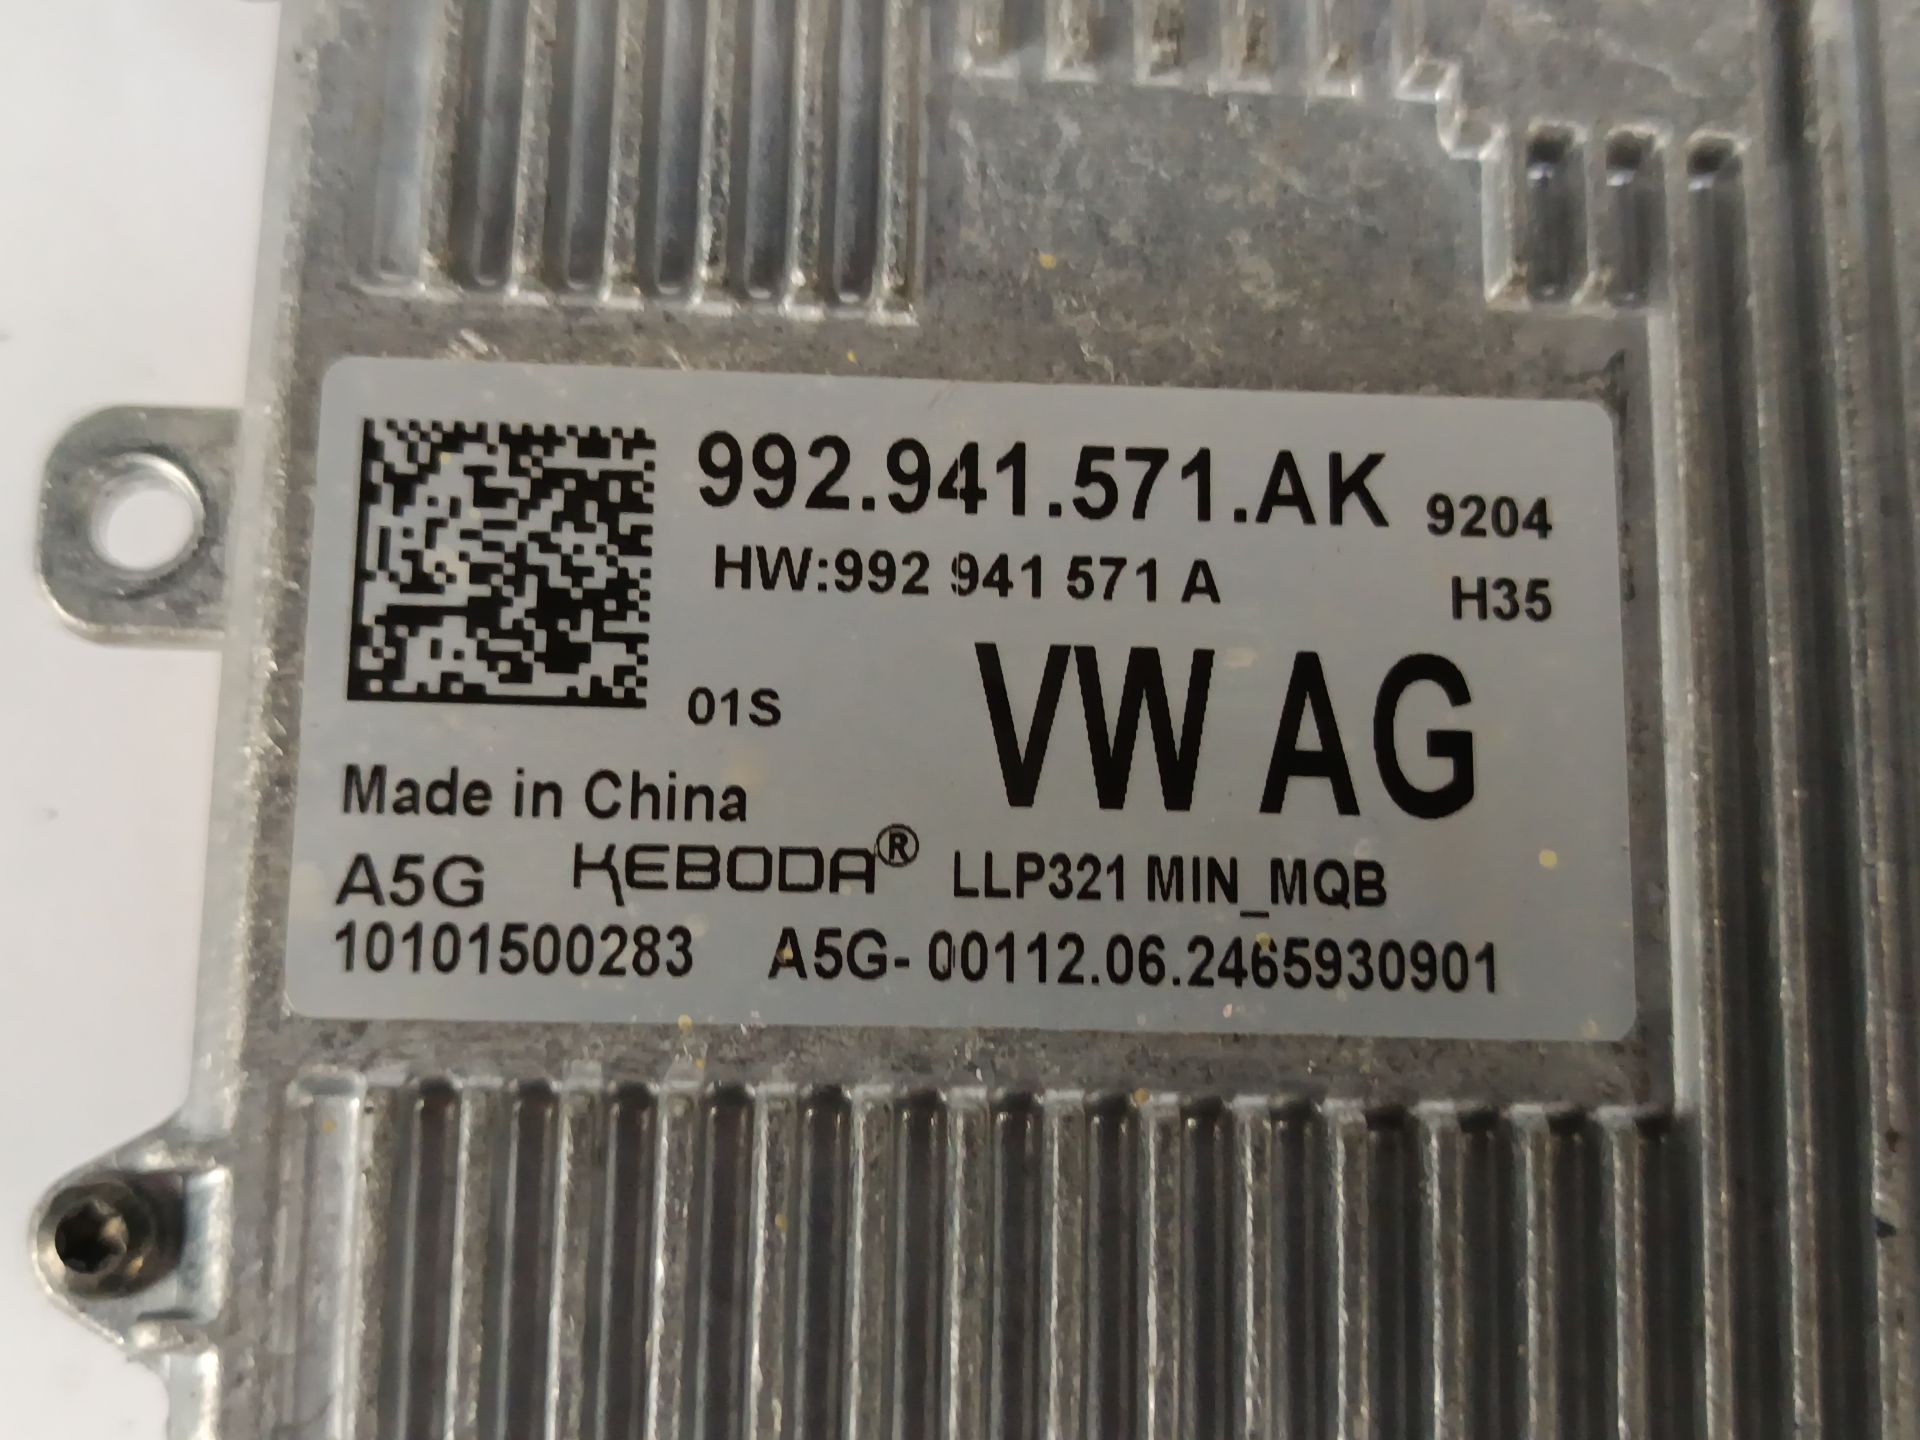 992.941.571.AK 9204
HW:992 941 571 A H35
01S VW AG
Made in China
A5G KEBODA® LLP321 MIN_MQB
10101500283 A5G-00112.06.2465930901